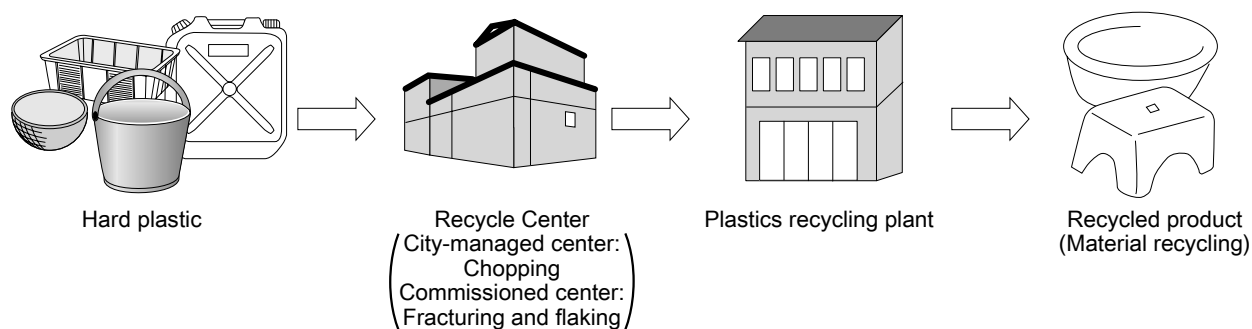 Hard plastic
Recycle Center
(City-managed center:
Chopping
Commissioned center:
Fracturing and flaking)
Plastics recycling plant
Recycled product
(Material recycling)